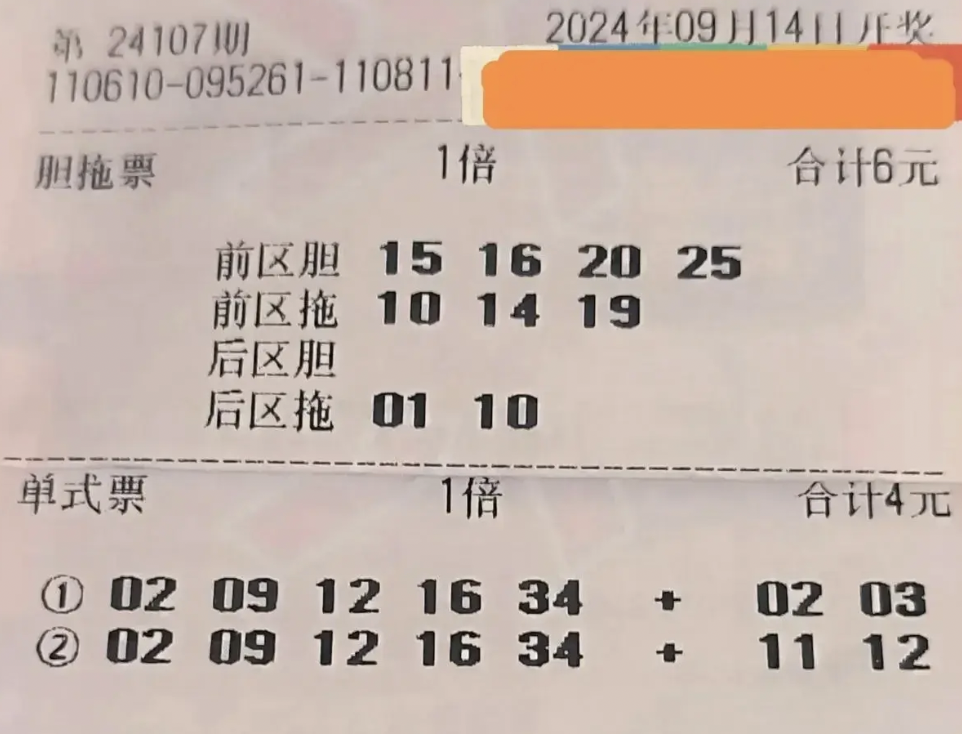 第 24107期 2024年09月14日开奖
110610-095261-110811-
胆拖票 1倍 合计6元
前区胆 15 16 20 25
前区拖 10 14 19
后区胆
后区拖 01 10
单式票 1倍 合计4元
① 02 09 12 16 34 + 02 03
② 02 09 12 16 34 + 11 12